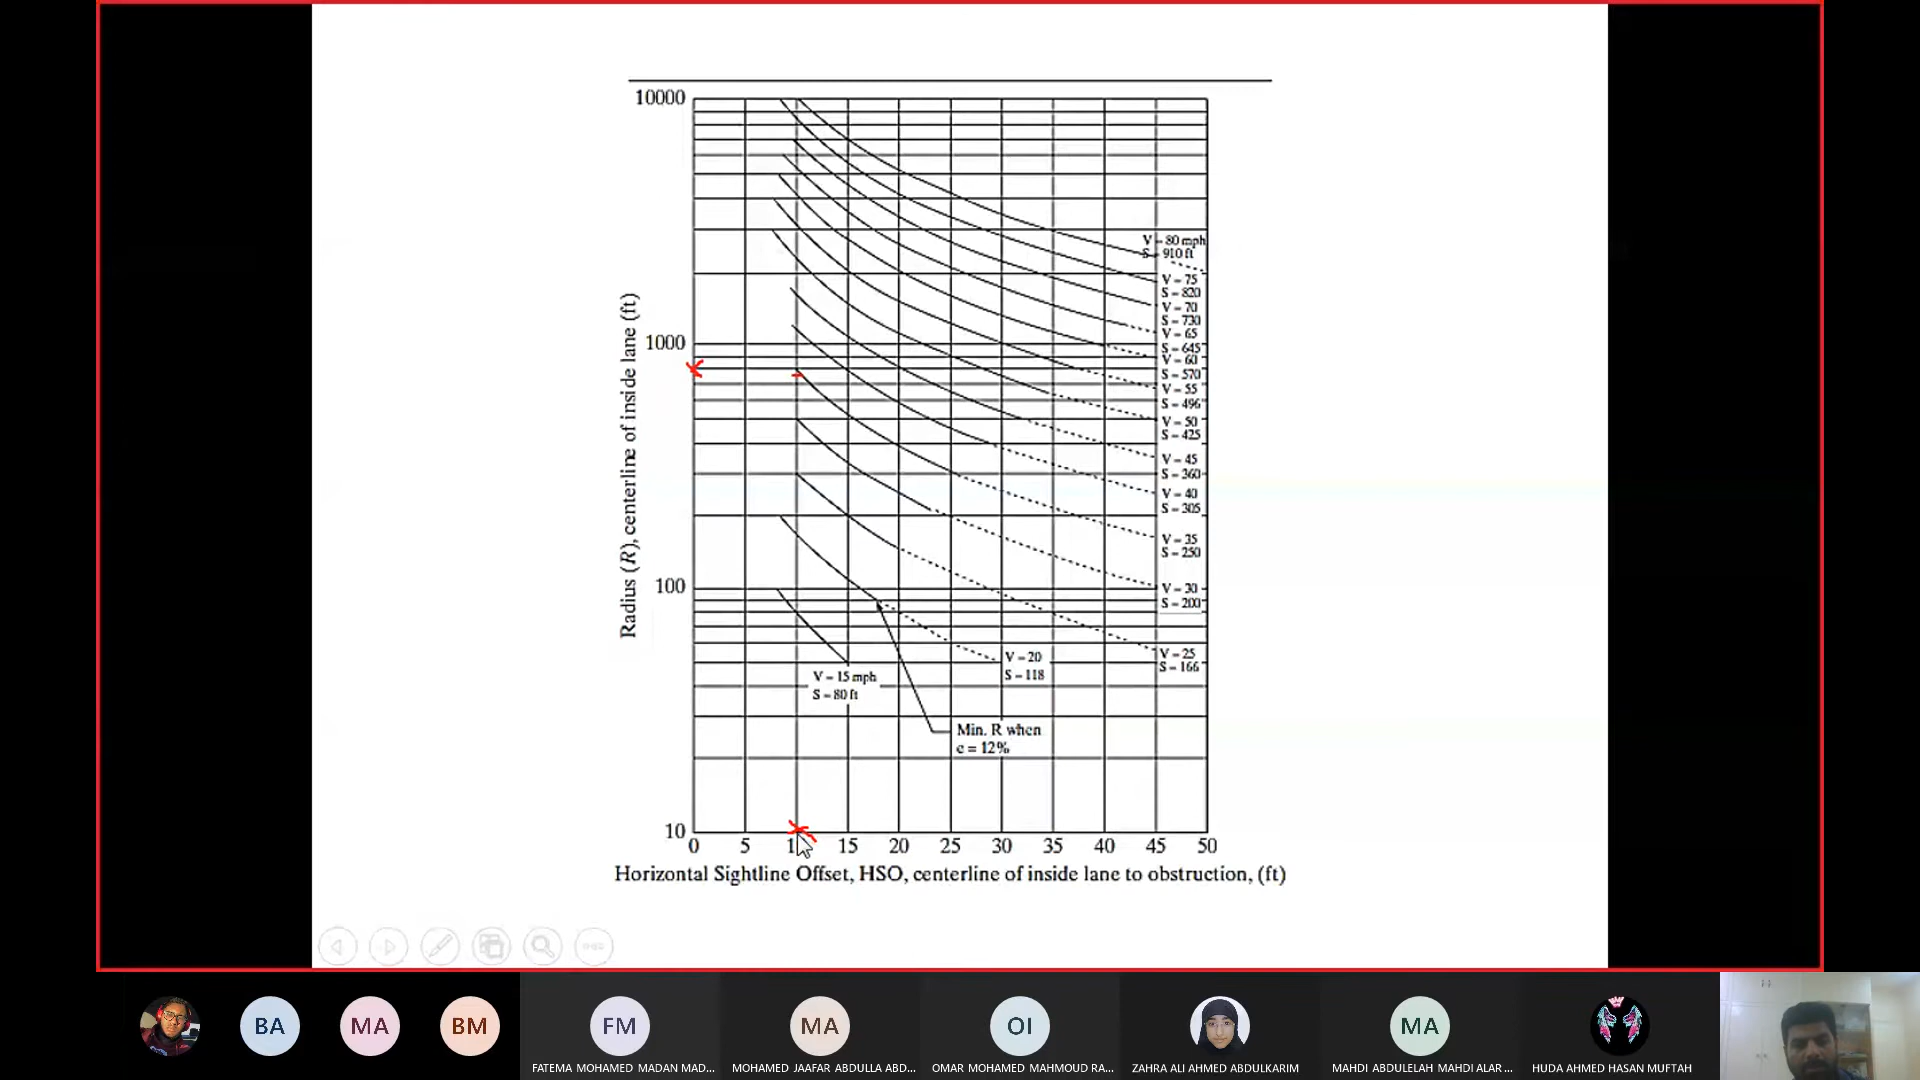 10000
1000
100
10
Radius (R), centerline of inside lane (ft)
V - 80 mph
S - 910 ft
V - 75
S - 820
V - 70
S - 730
V - 65
S - 645
V - 60
S - 570
V - 55
S - 496
V - 50
S - 425
V - 45
S - 360
V - 40
S - 305
V - 35
S - 250
V - 30
S - 200
V - 25
S - 166
V - 20
S - 118
V - 15 mph
S - 80 ft
Min. R when
e = 12%
0 5 15 20 25 30 35 40 45 50
Horizontal Sightline Offset, HSO, centerline of inside lane to obstruction, (ft)
BA MA BM FM MA OI MA
FATEMA MOHAMED MADAN MAD... MOHAMED JAAFAR ABDULLA ABD... OMAR MOHAMED MAHMOUD RA... ZAHRA ALI AHMED ABDULKARIM MAHDI ABDULELAH MAHDI ALAR... HUDA AHMED HASAN MUFTAH